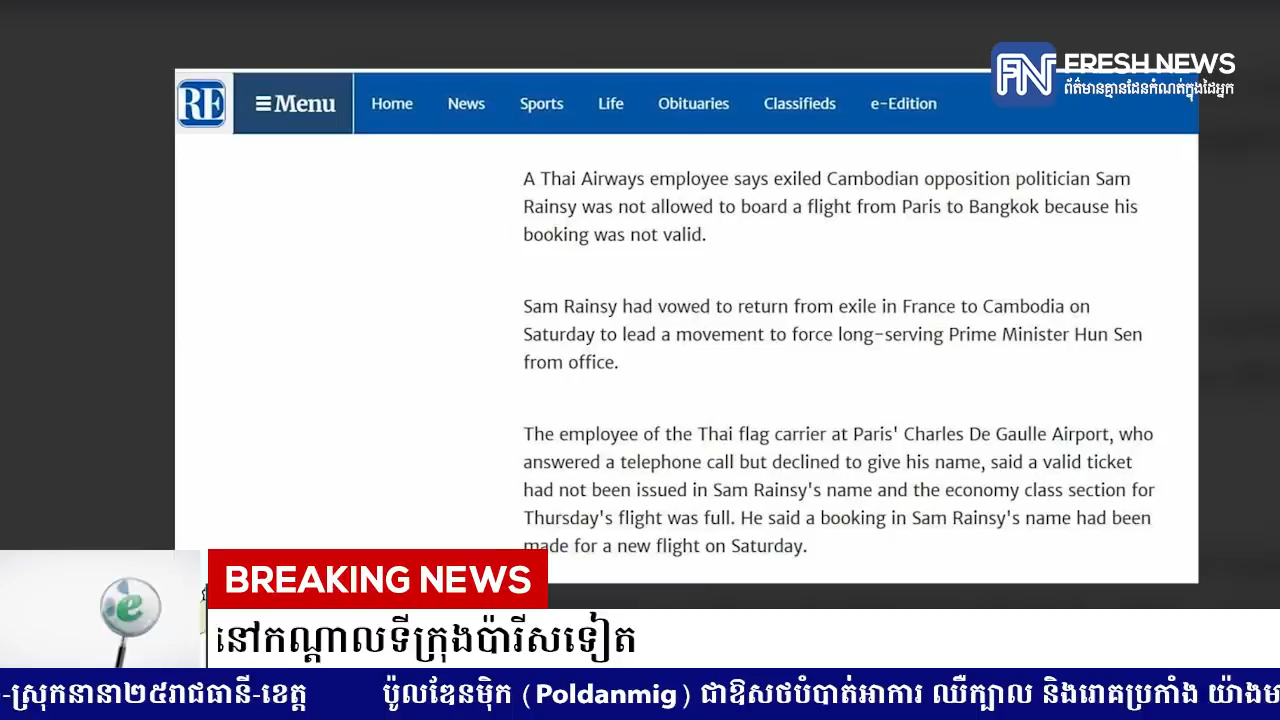 FRESH NEWS
ព័ត៌មានគ្មានដែនកំណត់ក្នុងដៃអ្នក
RE
Menu
Home News Sports Life Obituaries Classifieds e-Edition
A Thai Airways employee says exiled Cambodian opposition politician Sam
Rainsy was not allowed to board a flight from Paris to Bangkok because his
booking was not valid.
Sam Rainsy had vowed to return from exile in France to Cambodia on
Saturday to lead a movement to force long-serving Prime Minister Hun Sen
from office.
The employee of the Thai flag carrier at Paris' Charles De Gaulle Airport, who
answered a telephone call but declined to give his name, said a valid ticket
had not been issued in Sam Rainsy's name and the economy class section for
Thursday's flight was full. He said a booking in Sam Rainsy's name had been
made for a new flight on Saturday.
BREAKING NEWS
នៅកណ្តាលទីក្រុងប៉ារីសទៀត
-ស្រុកនានា២៥រាជធានី-ខេត្ត ប៉ូលឌែនម៉ិក (Poldanmig) ជាឱសថបំបាត់អាការ ឈឺក្បាល និងរោគប្រកាំង យ៉ាង